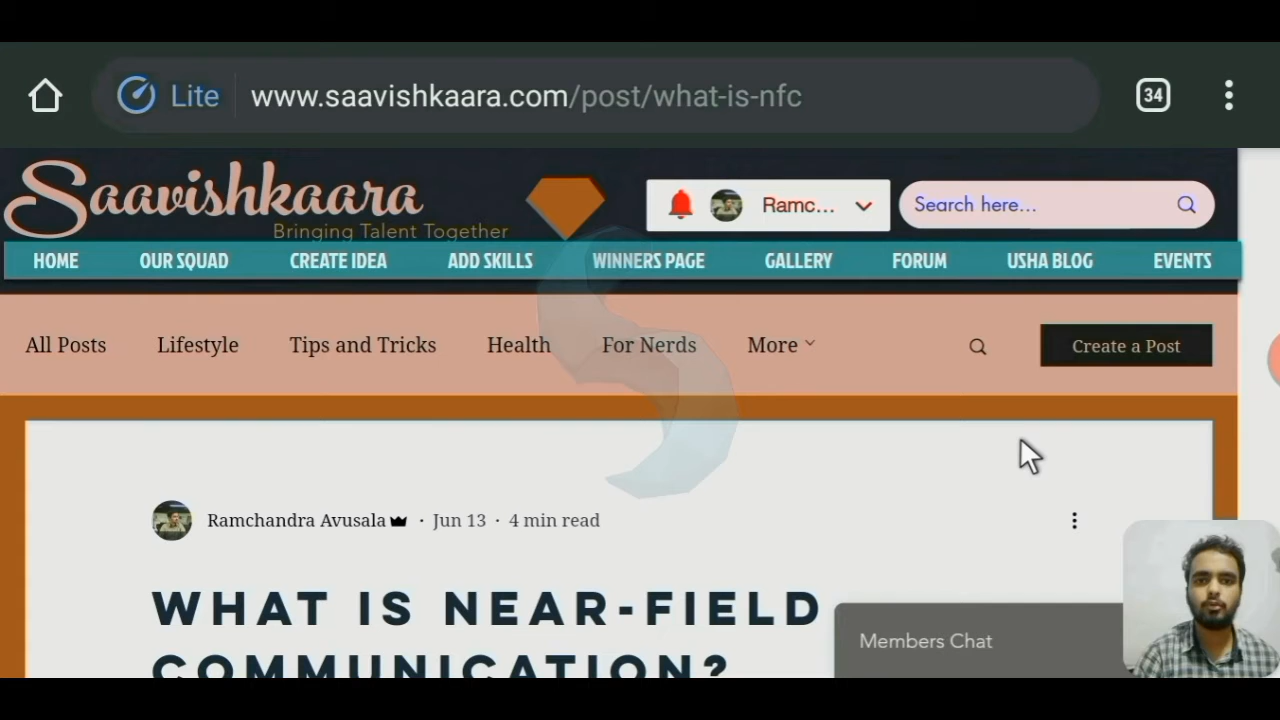 Lite www.saavishkaara.com/post/what-is-nfc 34
Saavishkaara
Bringing Talent Together
Ramc... Search here...
HOME OUR SQUAD CREATE IDEA ADD SKILLS WINNERS PAGE GALLERY FORUM USHA BLOG EVENTS
All Posts Lifestyle Tips and Tricks Health For Nerds More Create a Post
Ramchandra Avusala · Jun 13 · 4 min read
WHAT IS NEAR-FIELD
COMMUNICATION?
Members Chat